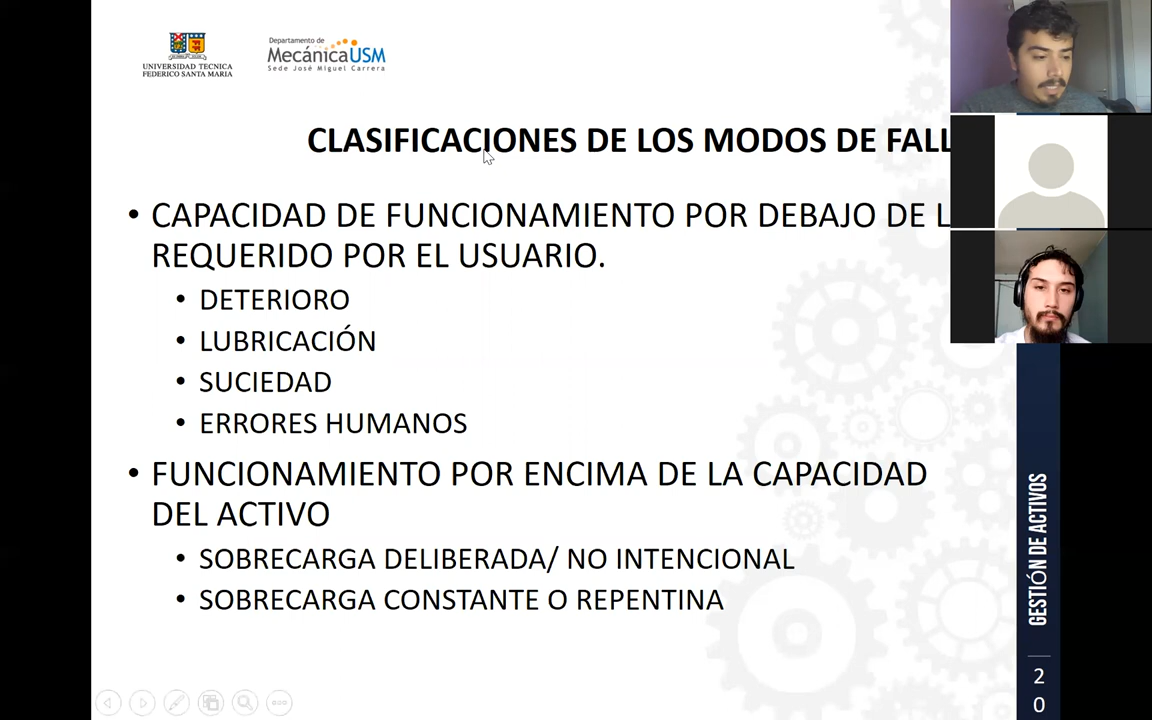 UNIVERSIDAD TECNICA
FEDERICO SANTA MARIA
Departamento de
MecánicaUSM
Sede José Miguel Carrera
CLASIFICACIONES DE LOS MODOS DE FALL
• CAPACIDAD DE FUNCIONAMIENTO POR DEBAJO DE L
REQUERIDO POR EL USUARIO.
• DETERIORO
• LUBRICACIÓN
• SUCIEDAD
• ERRORES HUMANOS
• FUNCIONAMIENTO POR ENCIMA DE LA CAPACIDAD
DEL ACTIVO
• SOBRECARGA DELIBERADA/ NO INTENCIONAL
• SOBRECARGA CONSTANTE O REPENTINA
GESTIÓN DE ACTIVOS
2
0